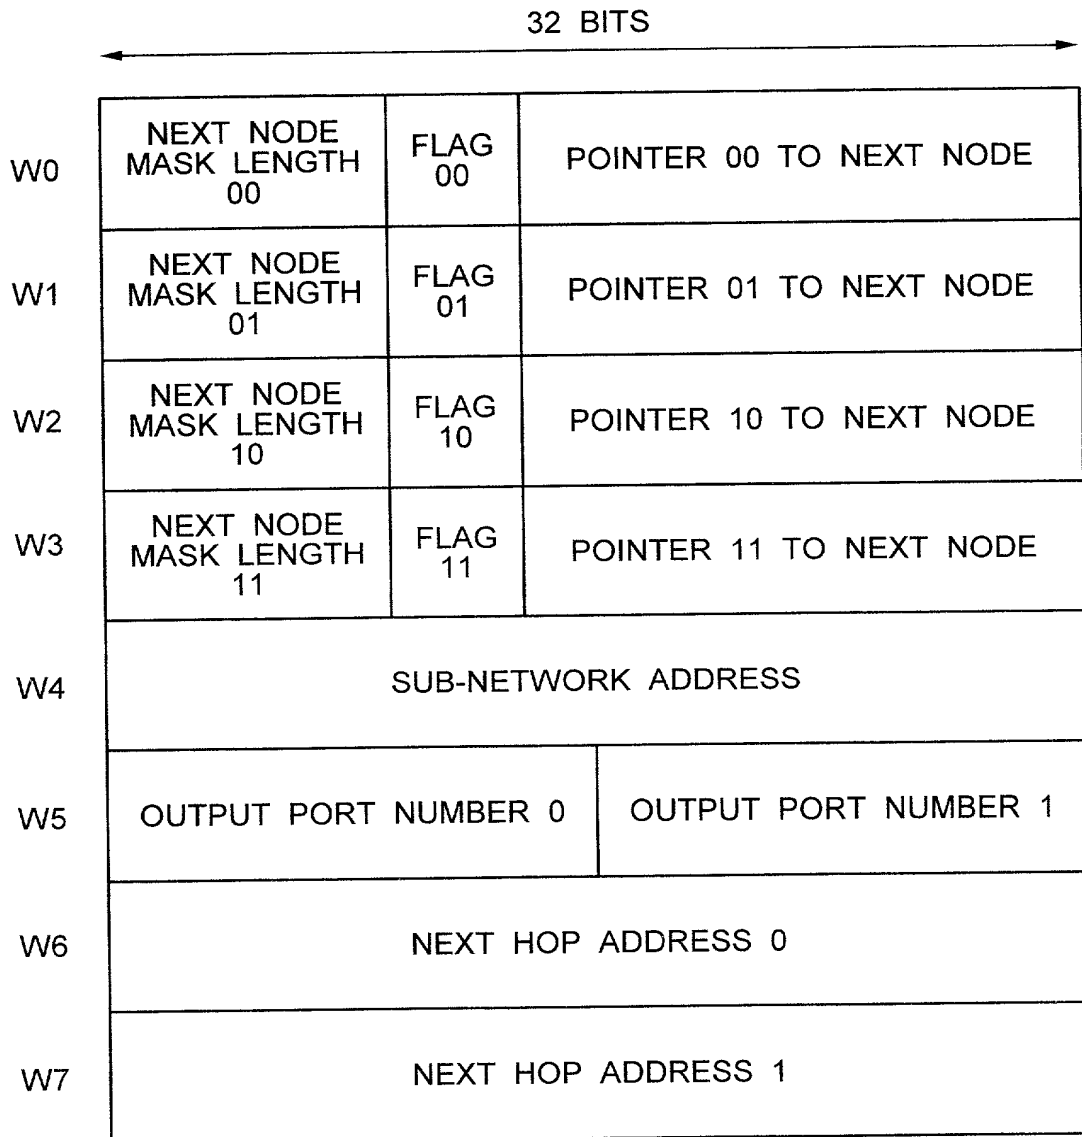 32 BITS
W0
NEXT NODE
MASK LENGTH
00
FLAG
00
POINTER 00 TO NEXT NODE
W1
NEXT NODE
MASK LENGTH
01
FLAG
01
POINTER 01 TO NEXT NODE
W2
NEXT NODE
MASK LENGTH
10
FLAG
10
POINTER 10 TO NEXT NODE
W3
NEXT NODE
MASK LENGTH
11
FLAG
11
POINTER 11 TO NEXT NODE
W4
SUB-NETWORK ADDRESS
W5
OUTPUT PORT NUMBER 0
OUTPUT PORT NUMBER 1
W6
NEXT HOP ADDRESS 0
W7
NEXT HOP ADDRESS 1